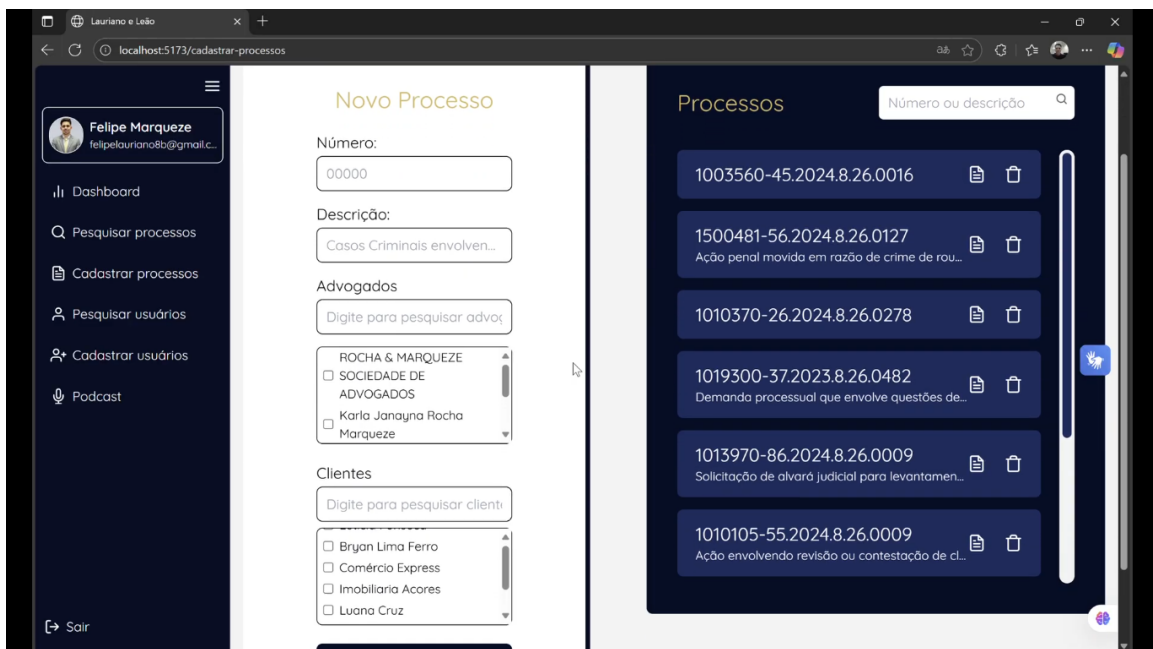 Lauriano e Leão
localhost:5173/cadastrar-processos
Felipe Marqueze
felipelauriano8b@gmail.c...
Dashboard
Pesquisar processos
Cadastrar processos
Pesquisar usuários
Cadastrar usuários
Podcast
Sair
Novo Processo
Número:
00000
Descrição:
Casos Criminais envolven...
Advogados
Digite para pesquisar advog
ROCHA & MARQUEZE
SOCIEDADE DE
ADVOGADOS
Karla Janayna Rocha
Marqueze
Clientes
Digite para pesquisar cliente
Bryan Lima Ferro
Comércio Express
Imobiliaria Acores
Luana Cruz
Processos
Número ou descrição
1003560-45.2024.8.26.0016
1500481-56.2024.8.26.0127
Ação penal movida em razão de crime de rou...
1010370-26.2024.8.26.0278
1019300-37.2023.8.26.0482
Demanda processual que envolve questões de...
1013970-86.2024.8.26.0009
Solicitação de alvará judicial para levantamen...
1010105-55.2024.8.26.0009
Ação envolvendo revisão ou contestação de cl...